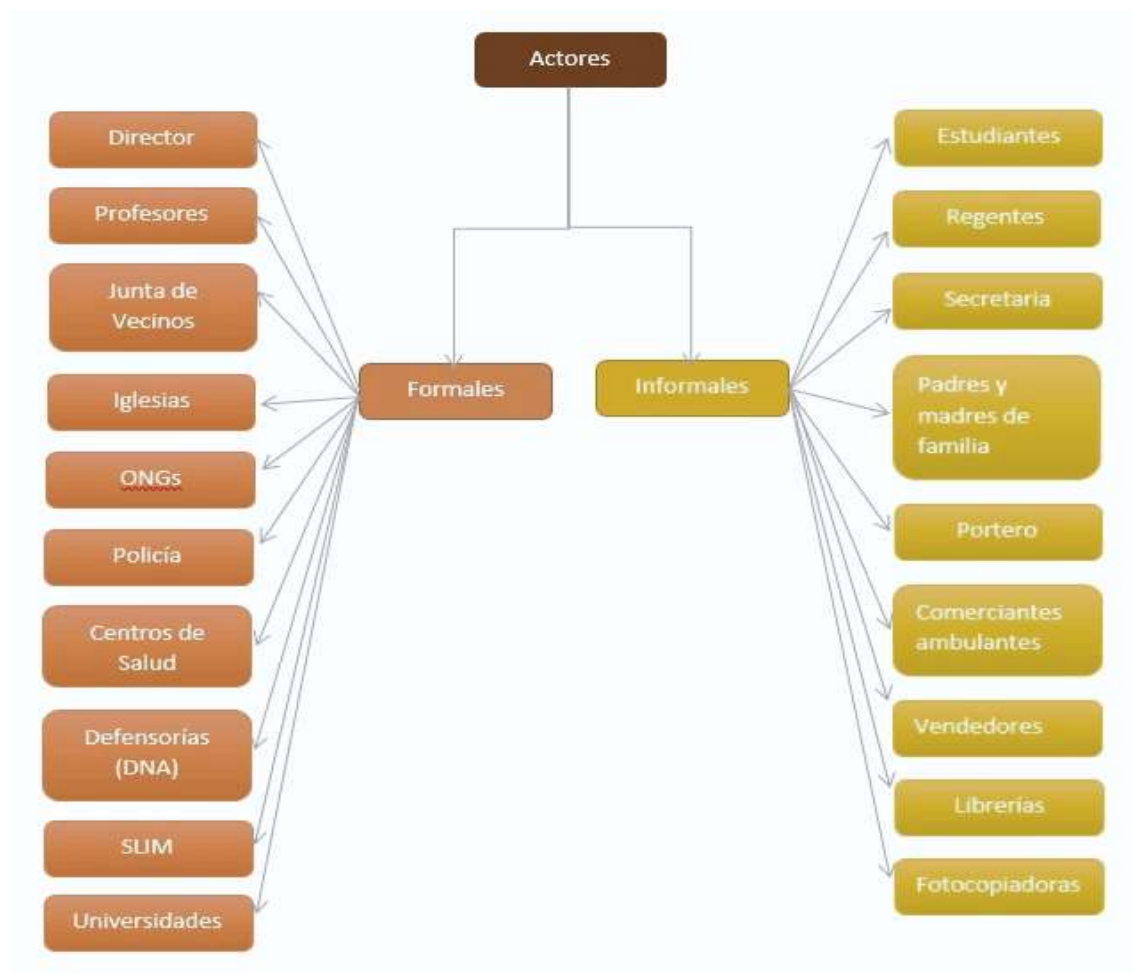 Actores
Director
Profesores
Junta de
Vecinos
Iglesias
ONGs
Policía
Centros de
Salud
Defensorías
(DNA)
SLIM
Universidades
Formales
Informales
Estudiantes
Regentes
Secretaria
Padres y
madres de
familia
Portero
Comerciantes
ambulantes
Vendedores
Librerías
Fotocopiadoras